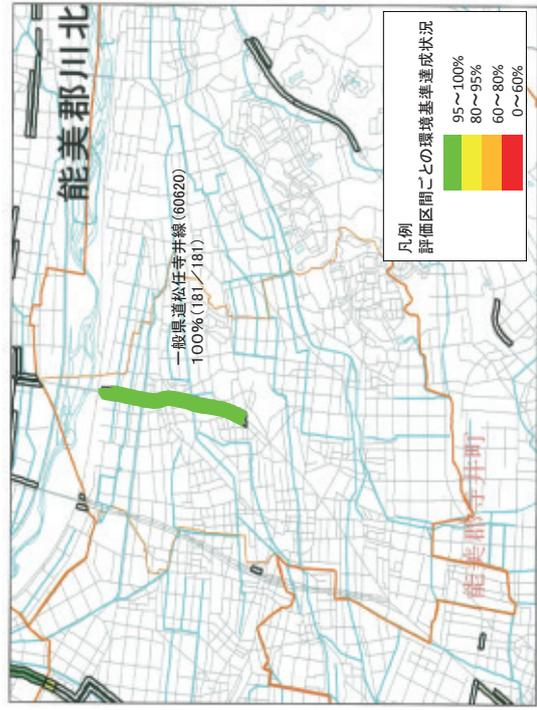 能美郡川北
一般県道松任寺井線(60620)
100%(181/181)
能美郡寺井町
凡例
評価区間ごとの環境基準達成状況
95～100%
80～95%
60～80%
0～60%